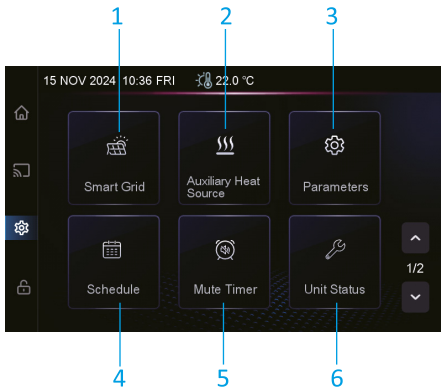 1 2 3
15 NOV 2024 10:36 FRI 22.0 °C
Smart Grid
Auxiliary Heat
Source
Parameters
1/2
Schedule
Mute Timer
Unit Status
4 5 6